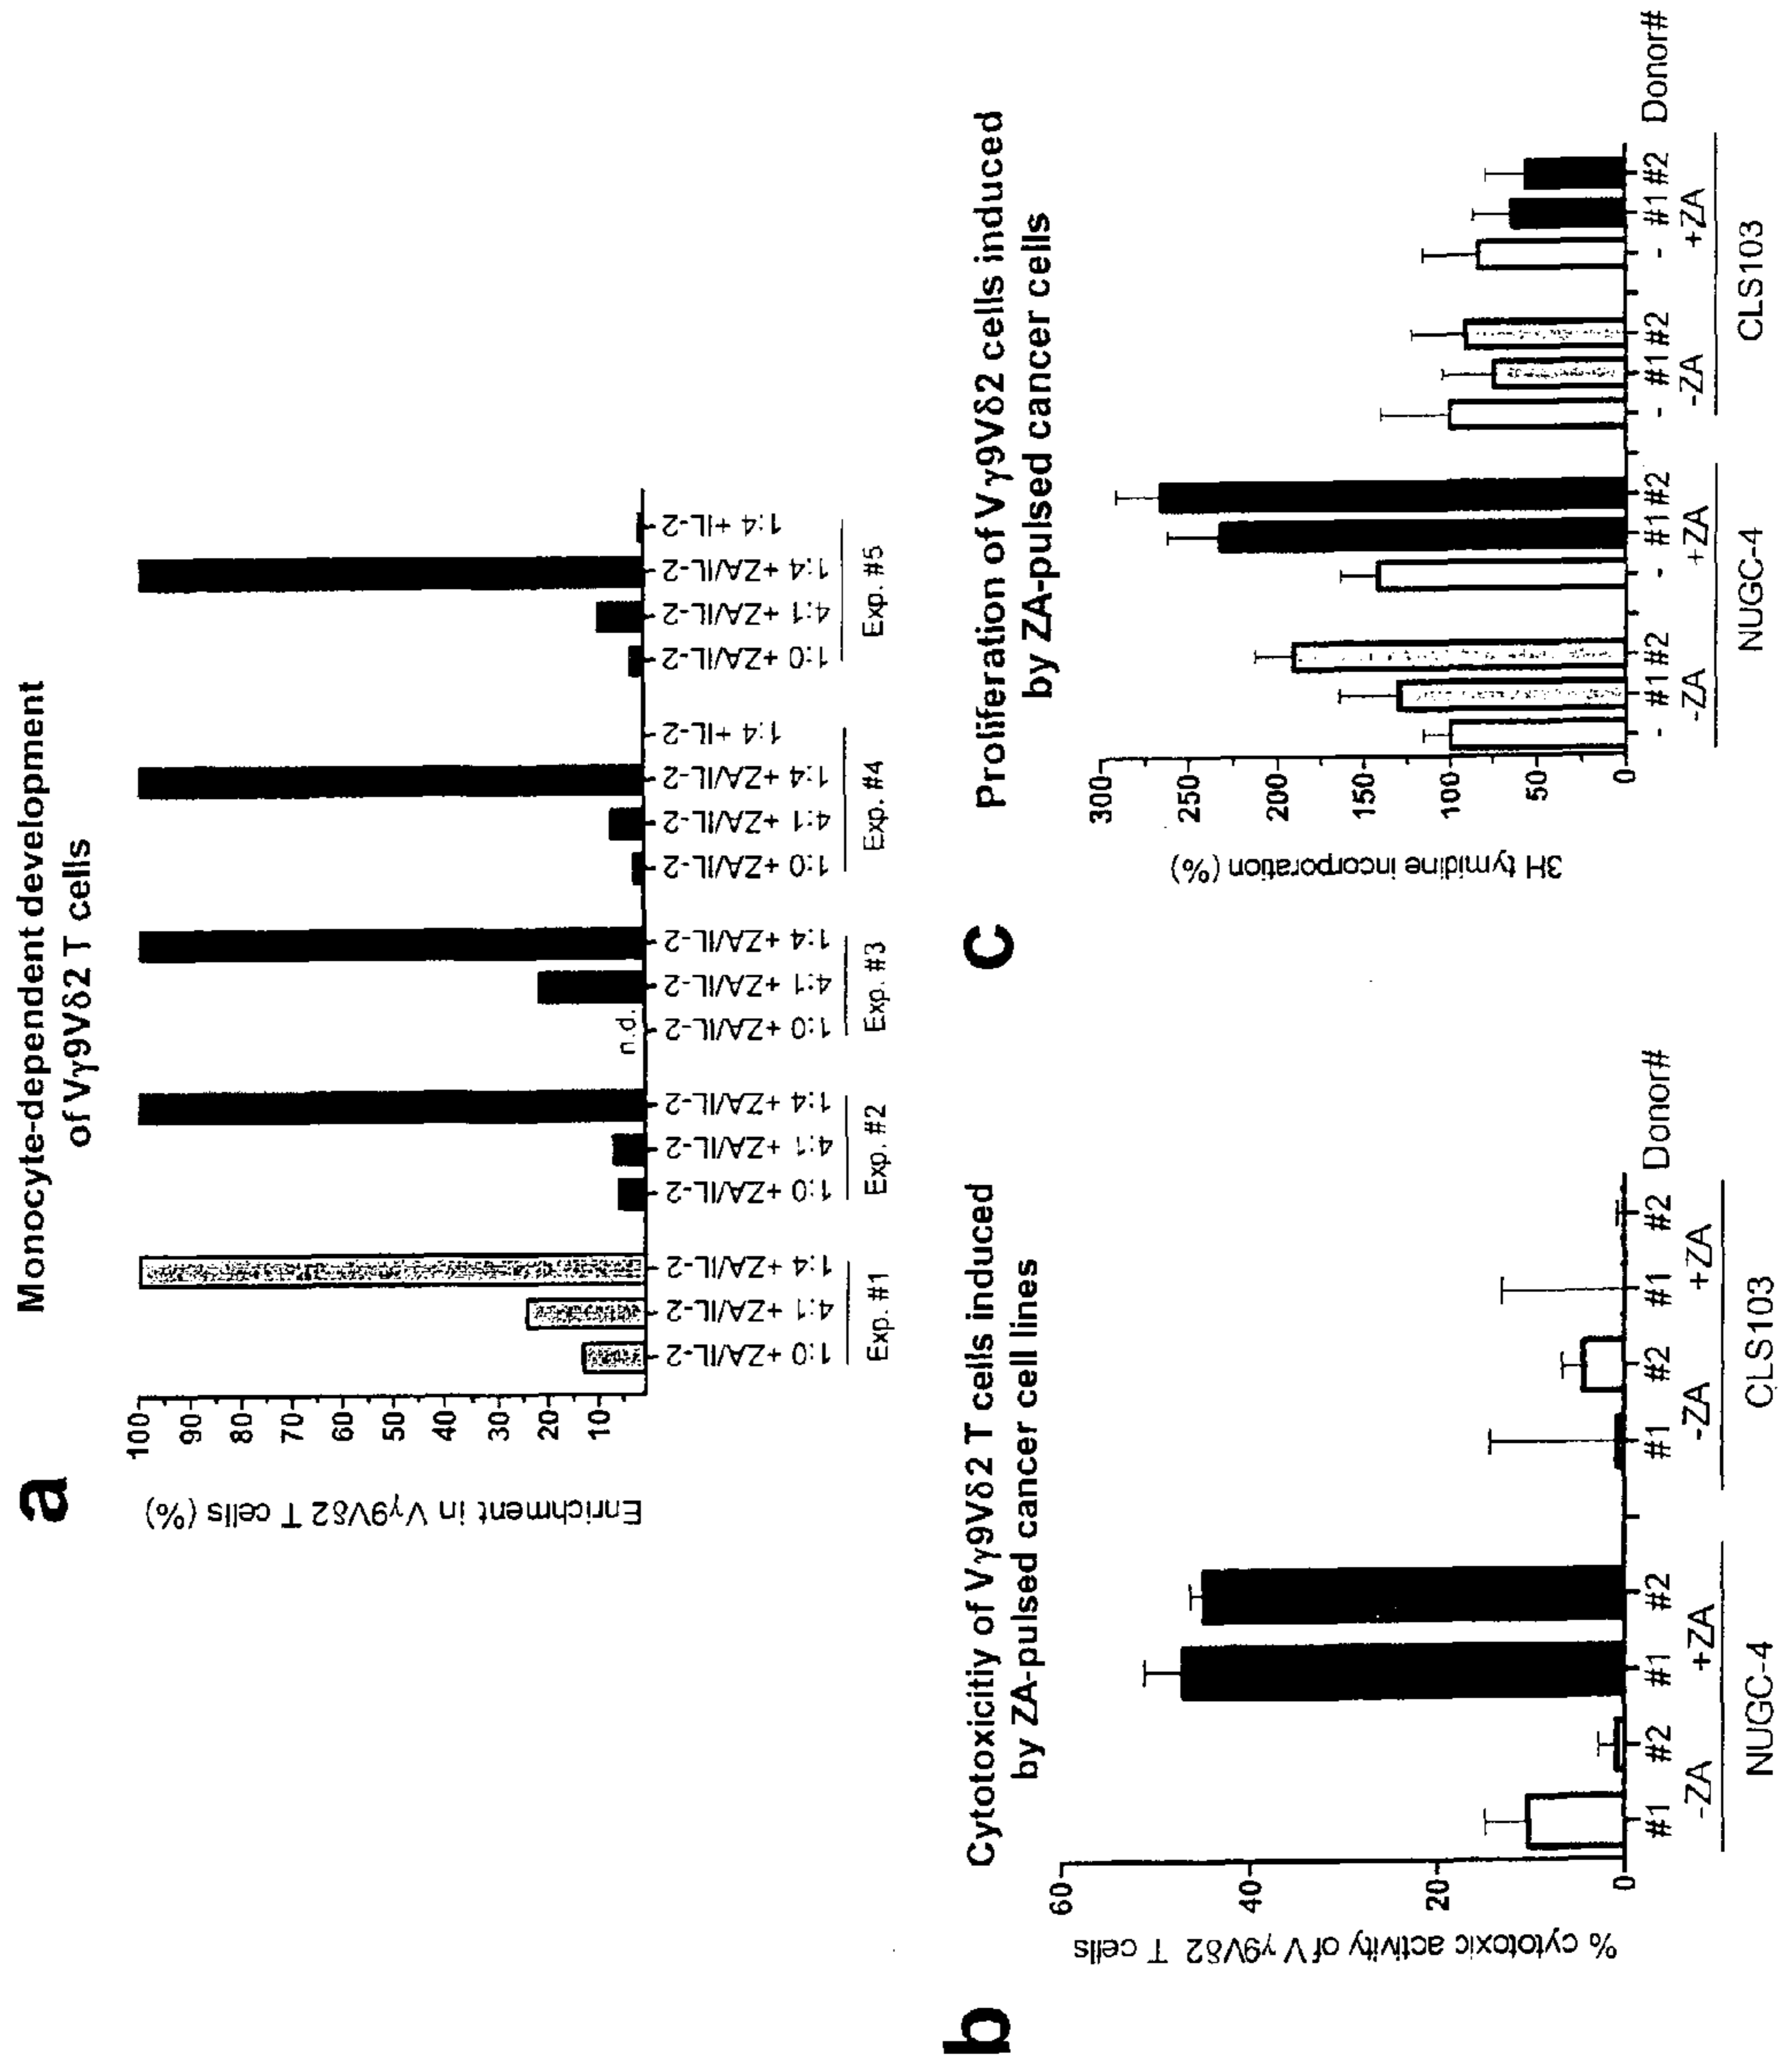 a
Monocyte-dependent development
of Vγ9Vδ2 T cells
Enrichment in Vγ9Vδ2 T cells (%)
100
90
80
70
60
50
40
30
20
10
n.d.
1:0 +ZA/IL-2
4:1 +ZA/IL-2
1:4 +ZA/IL-2
1:0 +ZA/IL-2
4:1 +ZA/IL-2
1:4 +ZA/IL-2
1:0 +ZA/IL-2
4:1 +ZA/IL-2
1:4 +ZA/IL-2
1:0 +ZA/IL-2
4:1 +ZA/IL-2
1:4 +ZA/IL-2
1:4 +IL-2
1:0 +ZA/IL-2
4:1 +ZA/IL-2
1:4 +ZA/IL-2
1:4 +IL-2
Exp. #1 Exp. #2 Exp. #3 Exp. #4 Exp. #5
b
Cytotoxicitiy of Vγ9Vδ2 T cells induced
by ZA-pulsed cancer cell lines
% cytotoxic activity of Vγ9Vδ2 T cells
60
40
20
0
#1 #2 #1 #2 #1 #2 #1 #2 Donor#
-ZA +ZA -ZA +ZA
NUGC-4 CLS103
c
Proliferation of Vγ9Vδ2 cells induced
by ZA-pulsed cancer cells
3H tymidine incorporation (%)
300
250
200
150
100
50
0
- #1 #2 - #1 #2 - #1 #2 - #1 #2 Donor#
-ZA +ZA -ZA +ZA
NUGC-4 CLS103